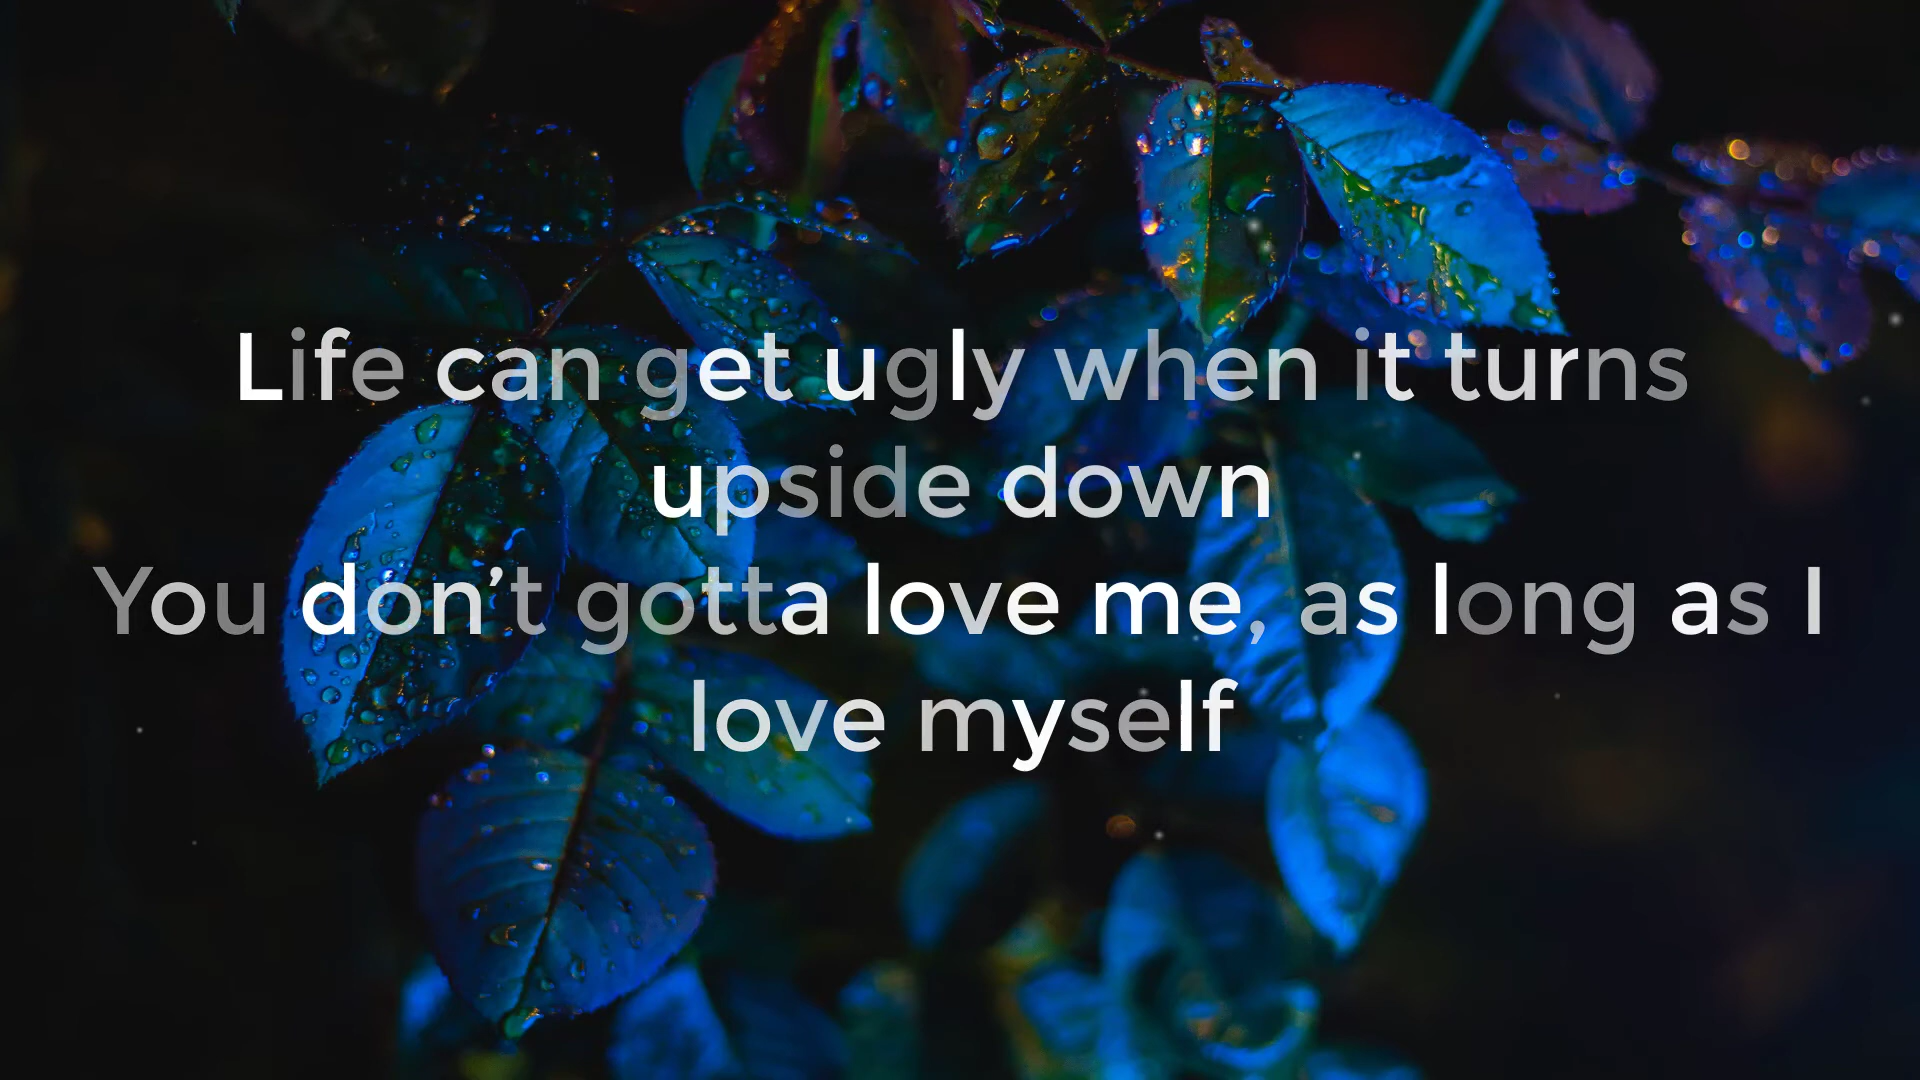 Life can get ugly when it turns
upside down
You don’t gotta love me, as long as I
love myself